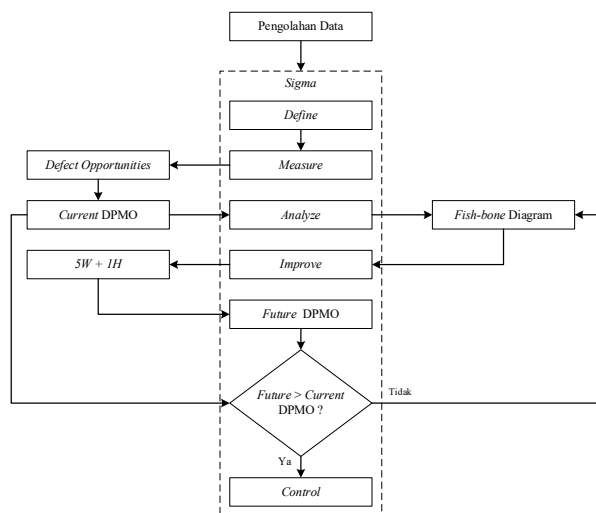 Pengolahan Data
Sigma
Define
Defect Opportunities
Measure
Current DPMO
Analyze
Fish-bone Diagram
5W + 1H
Improve
Future DPMO
Future > Current
DPMO ?
Tidak
Ya
Control